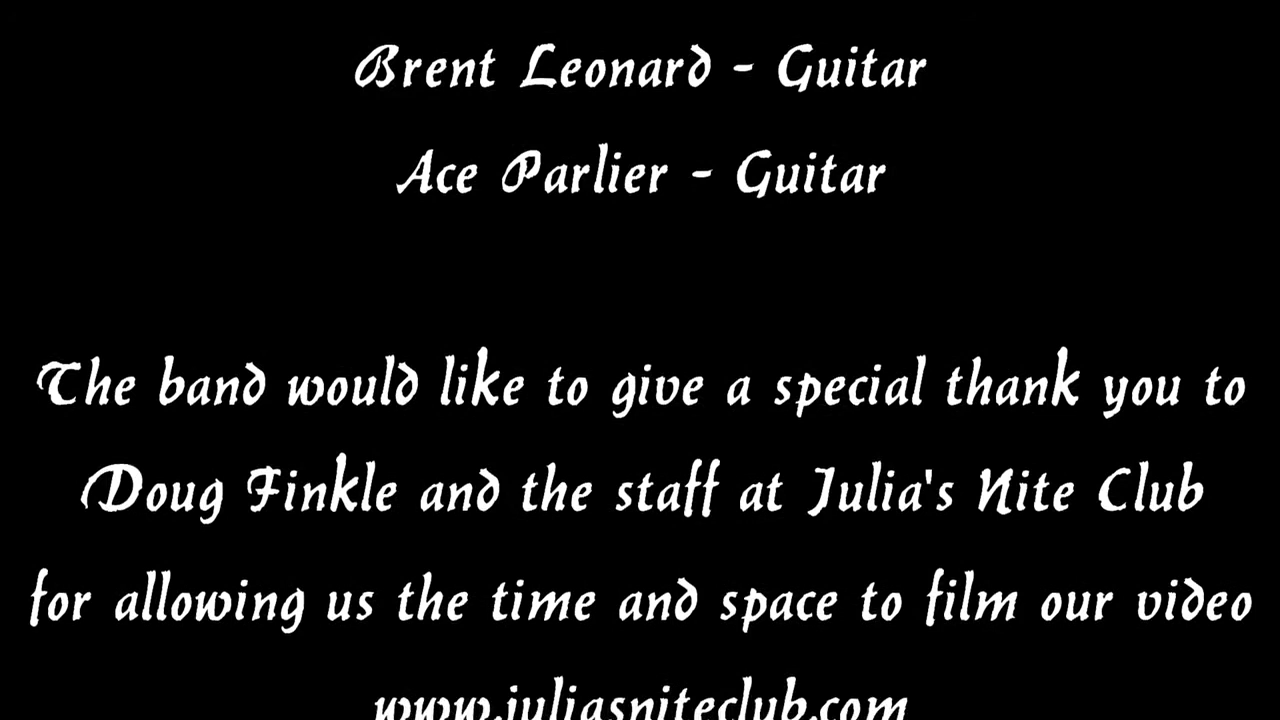 Brent Leonard - Guitar
Ace Parlier - Guitar
The band would like to give a special thank you to
Doug Finkle and the staff at Julia's Nite Club
for allowing us the time and space to film our video
www.juliasniteclub.com